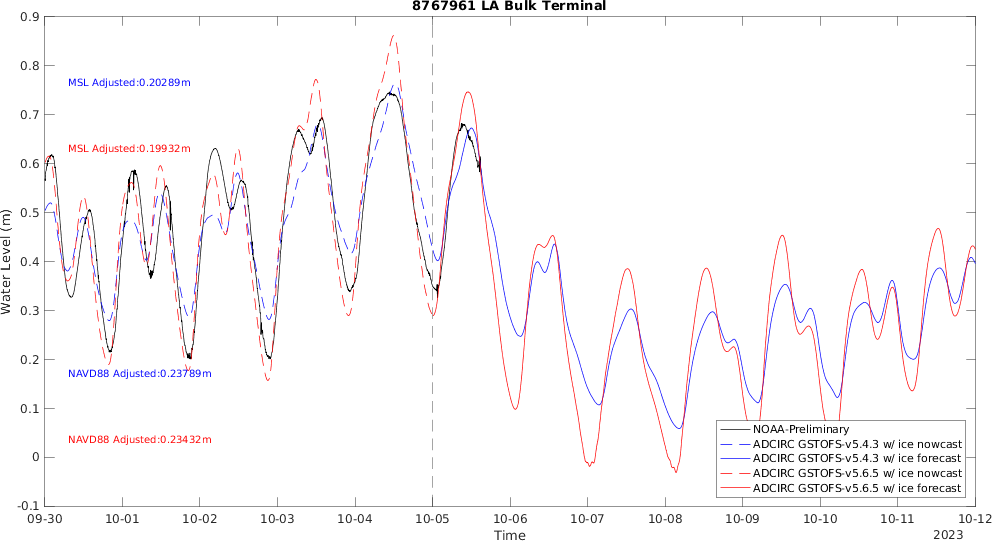 8767961 LA Bulk Terminal
0.9
0.8
0.7
0.6
0.5
0.4
0.3
0.2
0.1
0
-0.1
Water Level (m)
MSL Adjusted:0.20289m
MSL Adjusted:0.19932m
NAVD88 Adjusted:0.23789m
NAVD88 Adjusted:0.23432m
NOAA-Preliminary
ADCIRC GSTOFS-v5.4.3 w/ ice nowcast
ADCIRC GSTOFS-v5.4.3 w/ ice forecast
ADCIRC GSTOFS-v5.6.5 w/ ice nowcast
ADCIRC GSTOFS-v5.6.5 w/ ice forecast
09-30 10-01 10-02 10-03 10-04 10-05 10-06 10-07 10-08 10-09 10-10 10-11 10-12
Time
2023